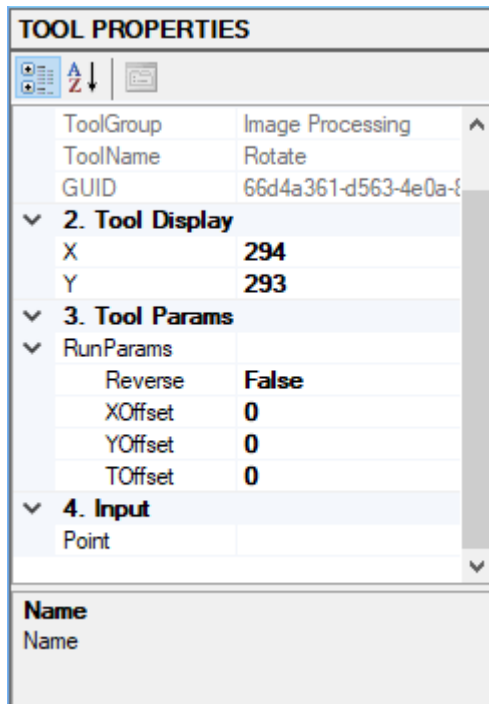 TOOL PROPERTIES
ToolGroup Image Processing
ToolName Rotate
GUID 66d4a361-d563-4e0a-8
2. Tool Display
X 294
Y 293
3. Tool Params
RunParams
Reverse False
XOffset 0
YOffset 0
TOffset 0
4. Input
Point
Name
Name